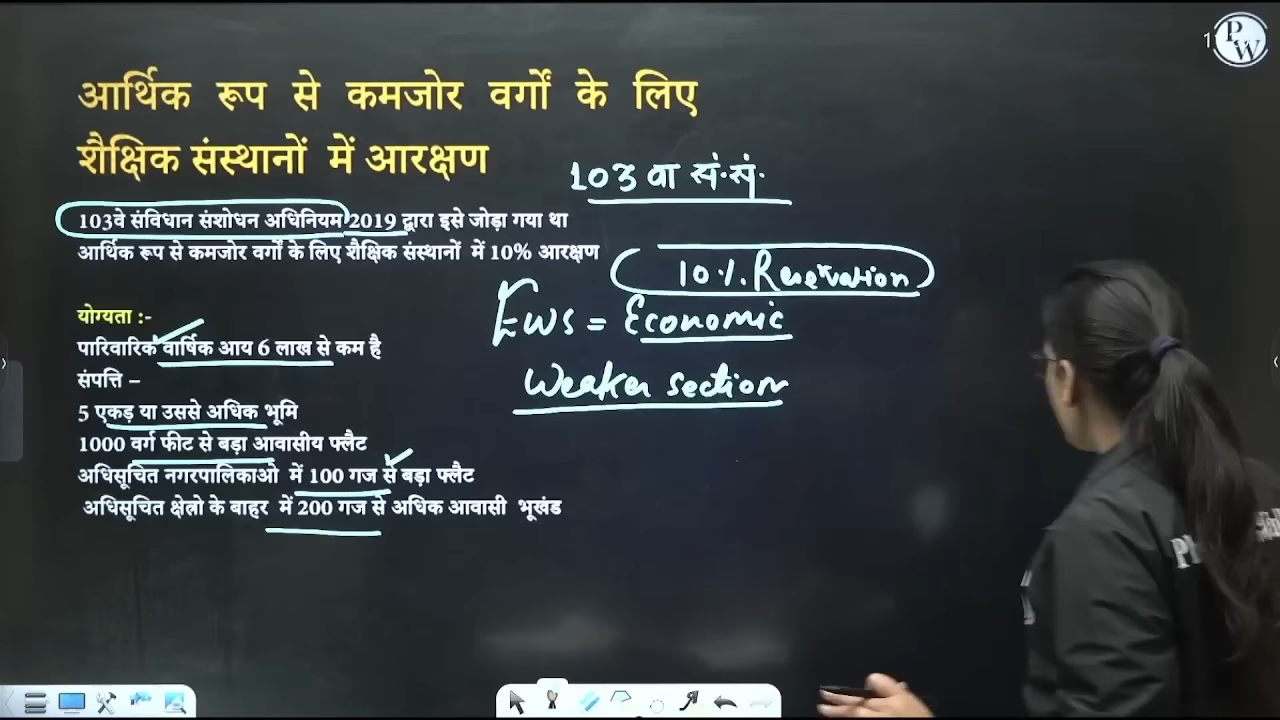 आर्थिक रूप से कमजोर वर्गों के लिए
शैक्षिक संस्थानों में आरक्षण
103वे संविधान संशोधन अधिनियम 2019 द्वारा इसे जोड़ा गया था
आर्थिक रूप से कमजोर वर्गों के लिए शैक्षिक संस्थानों में 10% आरक्षण
योग्यता :-
पारिवारिक वार्षिक आय 6 लाख से कम है
संपत्ति –
5 एकड़ या उससे अधिक भूमि
1000 वर्ग फीट से बड़ा आवासीय फ्लैट
अधिसूचित नगरपालिकाओ में 100 गज से बड़ा फ्लैट
अधिसूचित क्षेत्रो के बाहर में 200 गज से अधिक आवासी भूखंड
103 वा सं.सं.
10%. Reservation
EWS = Economic
Weaker section
PW